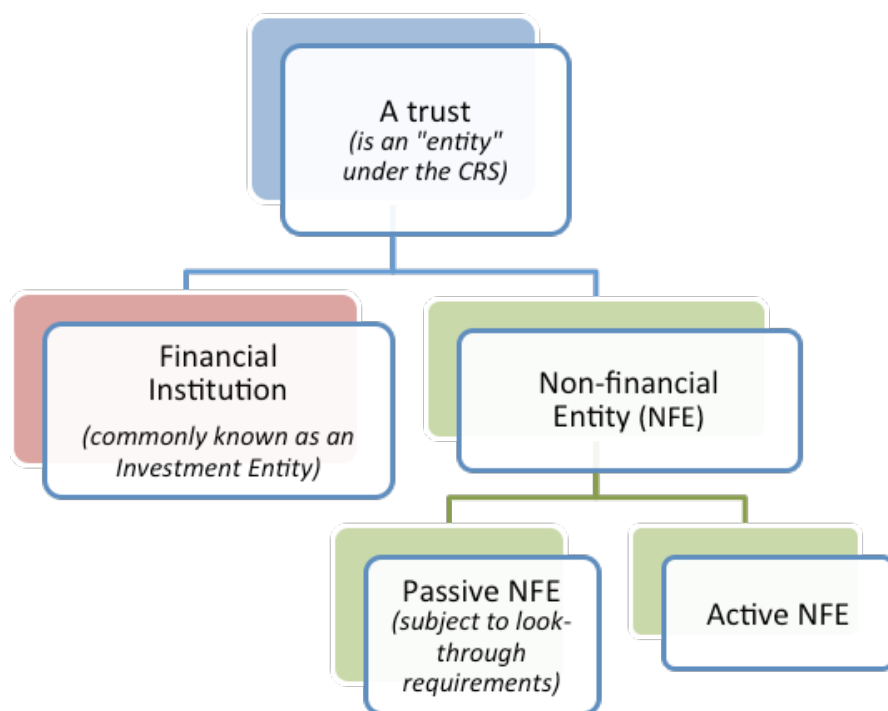 A trust
(is an "entity"
under the CRS)
Financial
Institution
(commonly known as an
Investment Entity)
Non-financial
Entity (NFE)
Passive NFE
(subject to look-
through
requirements)
Active NFE